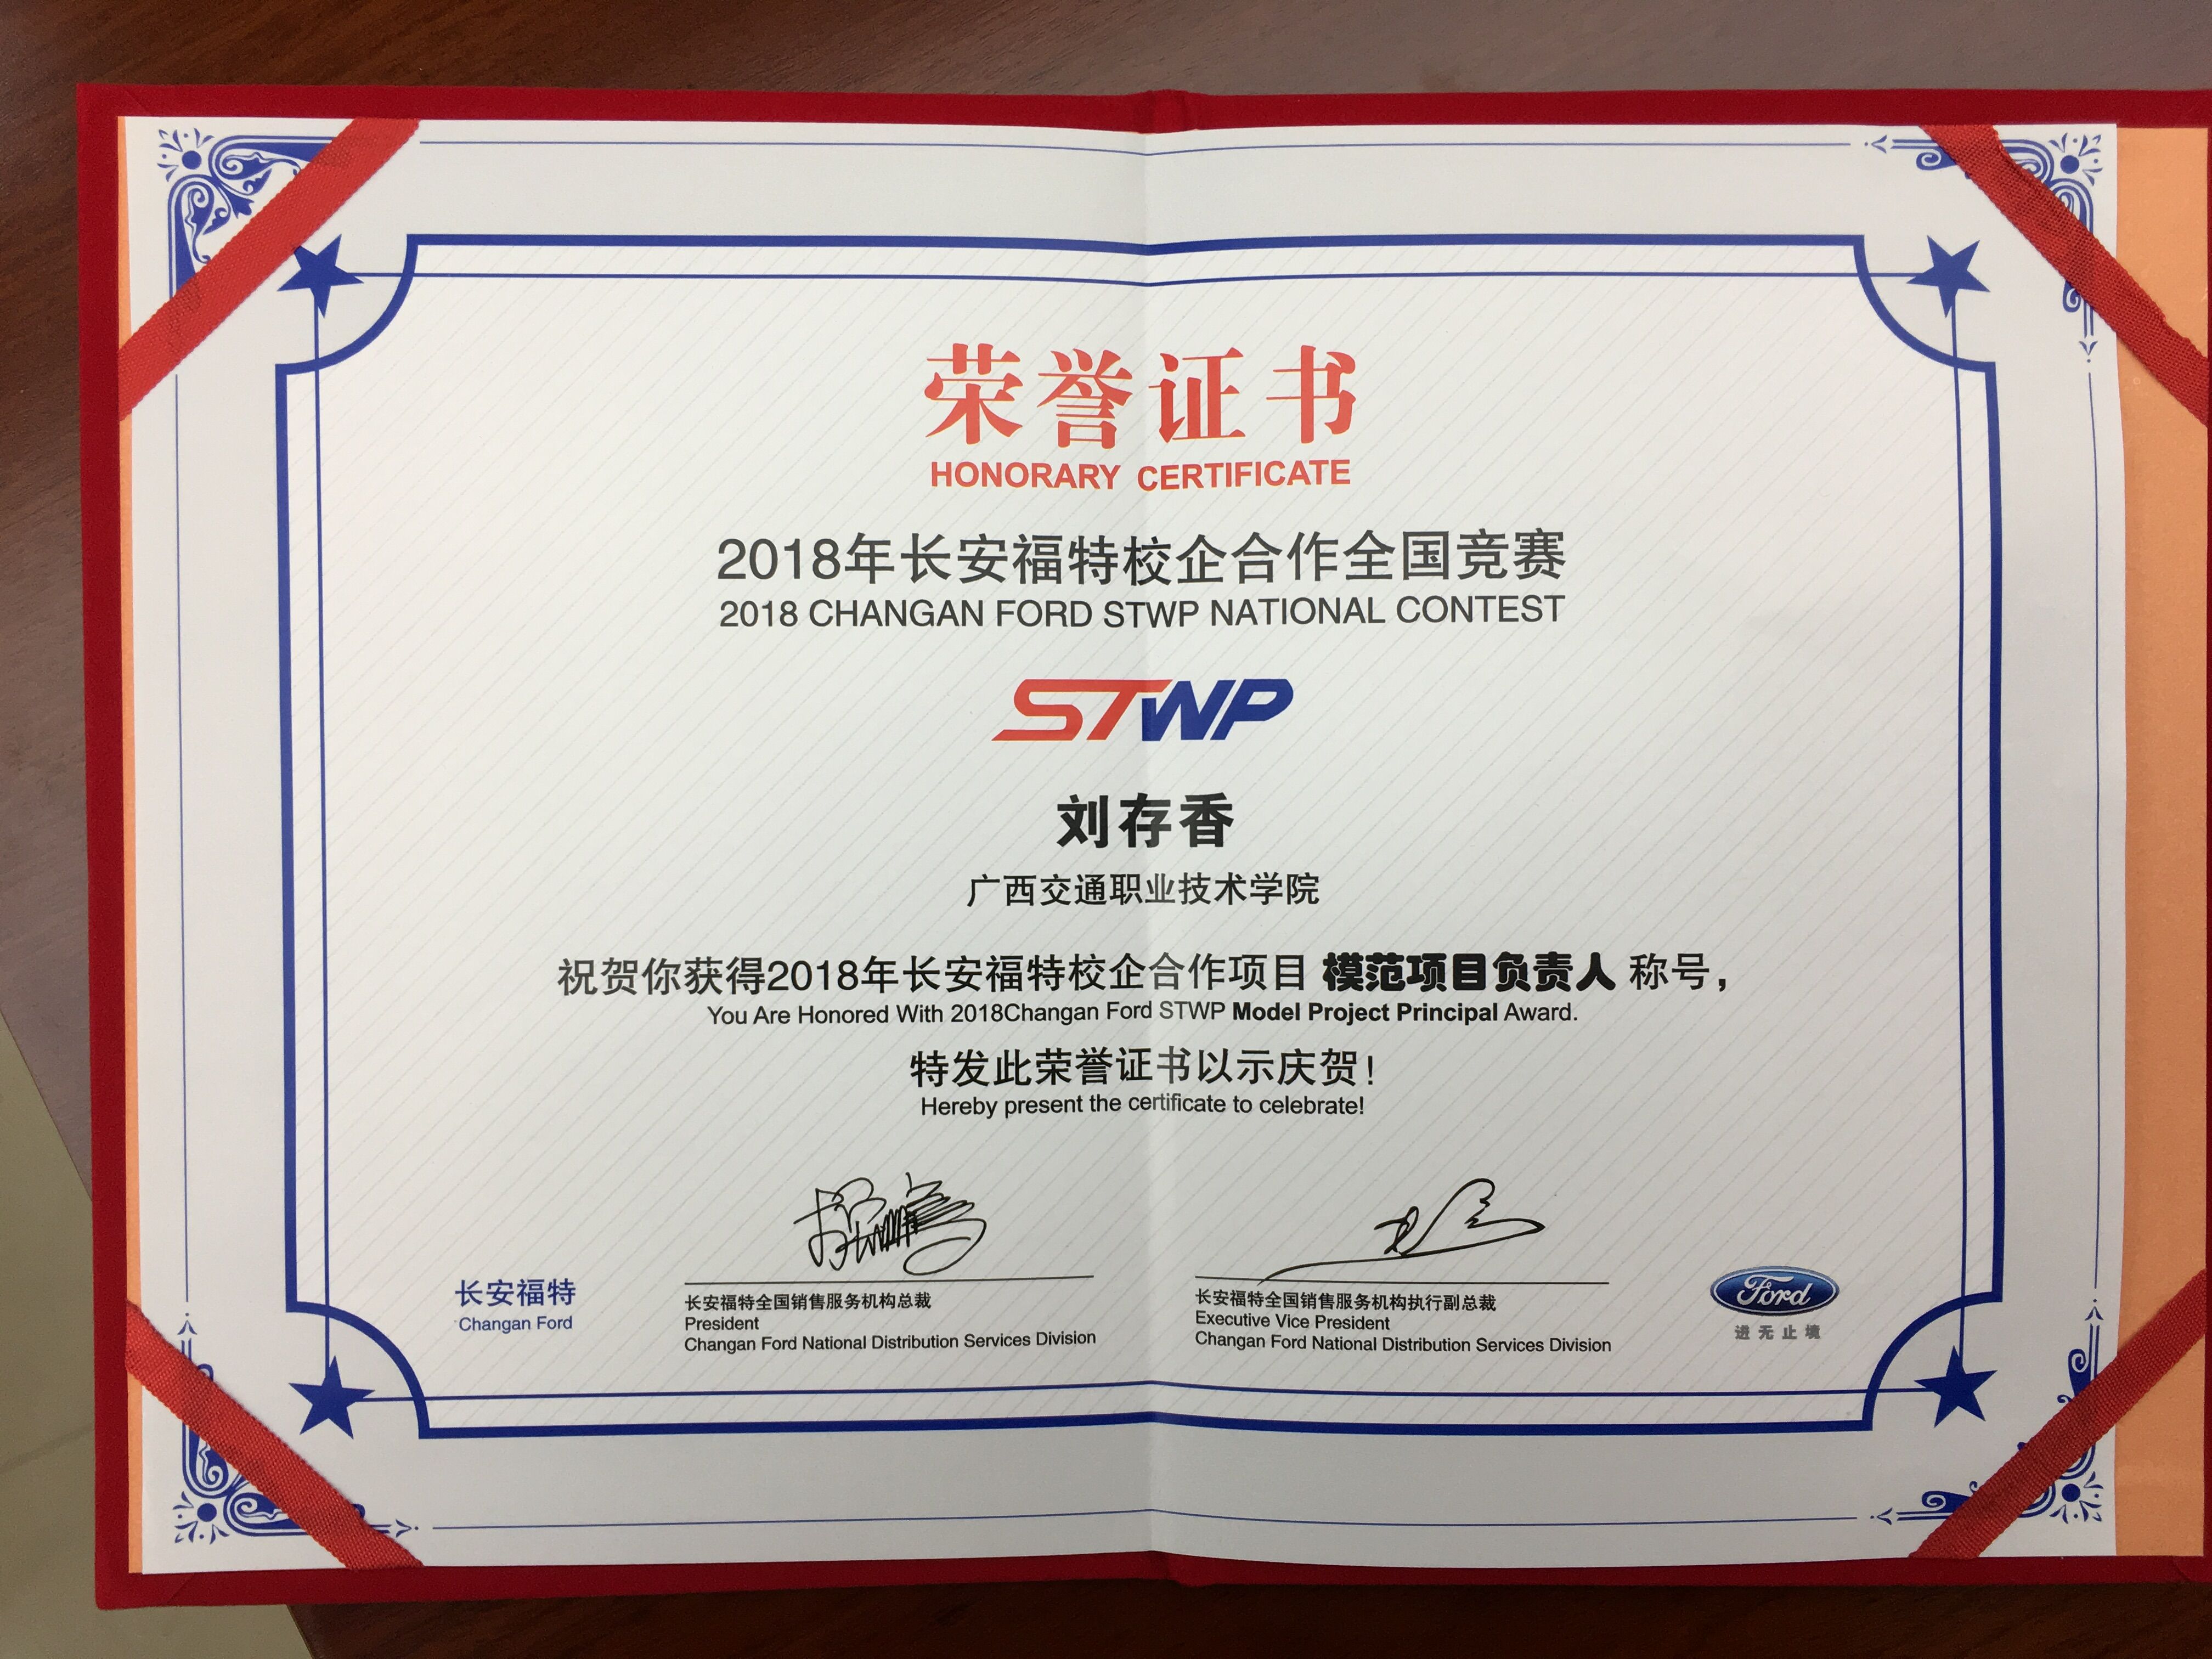 荣誉证书
HONORARY CERTIFICATE
2018年长安福特校企合作全国竞赛
2018 CHANGAN FORD STWP NATIONAL CONTEST
STWP
刘存香
广西交通职业技术学院
祝贺你获得2018年长安福特校企合作项目 模范项目负责人 称号，
You Are Honored With 2018Changan Ford STWP Model Project Principal Award.
特发此荣誉证书以示庆贺！
Hereby present the certificate to celebrate!
长安福特
Changan Ford
长安福特全国销售服务机构总裁
President
Changan Ford National Distribution Services Division
长安福特全国销售服务机构执行副总裁
Executive Vice President
Changan Ford National Distribution Services Division
Ford
进无止境